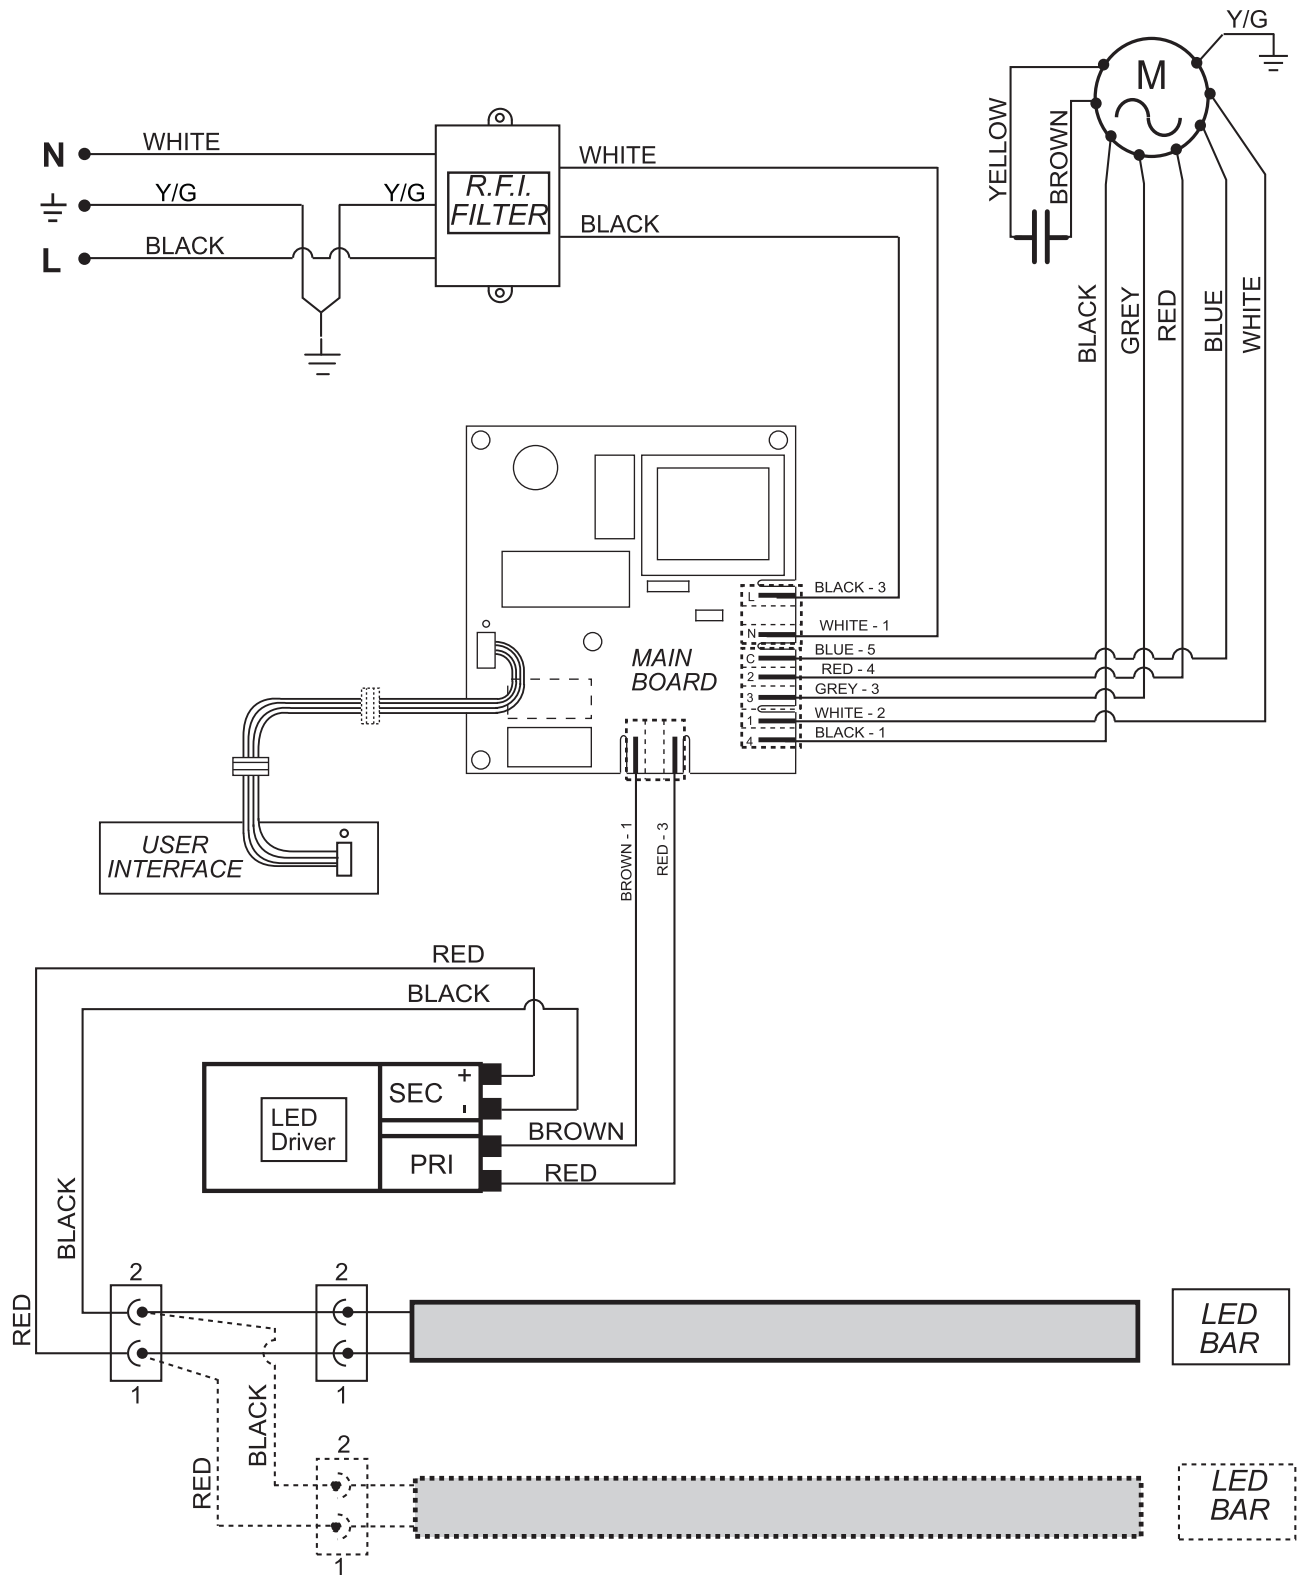 Y/G
M
YELLOW
BROWN
N
WHITE
Y/G
Y/G
L
BLACK
R.F.I.
FILTER
WHITE
BLACK
BLACK
GREY
RED
BLUE
WHITE
L
BLACK - 3
N
WHITE - 1
C
BLUE - 5
2
RED - 4
3
GREY - 3
1
WHITE - 2
4
BLACK - 1
MAIN
BOARD
USER
INTERFACE
BROWN - 1
RED - 3
RED
BLACK
LED
Driver
SEC
+
-
PRI
BROWN
RED
BLACK
RED
2
1
2
1
LED
BAR
BLACK
RED
2
1
LED
BAR